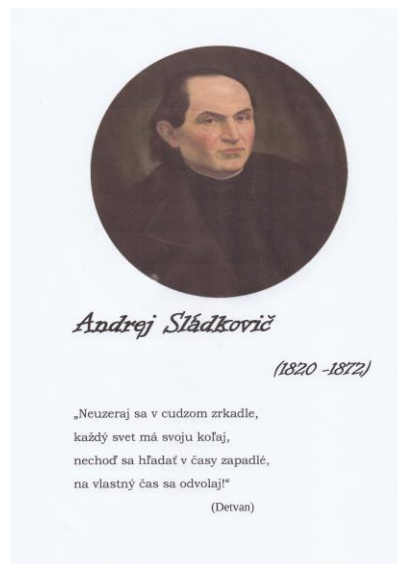 Andrej Sládkovič
(1820 –1872)
„Neuzeraj sa v cudzom zrkadle,
každý svet má svoju koľaj,
nechoď sa hľadať v časy zapadlé,
na vlastný čas sa odvolaj!“
(Detvan)